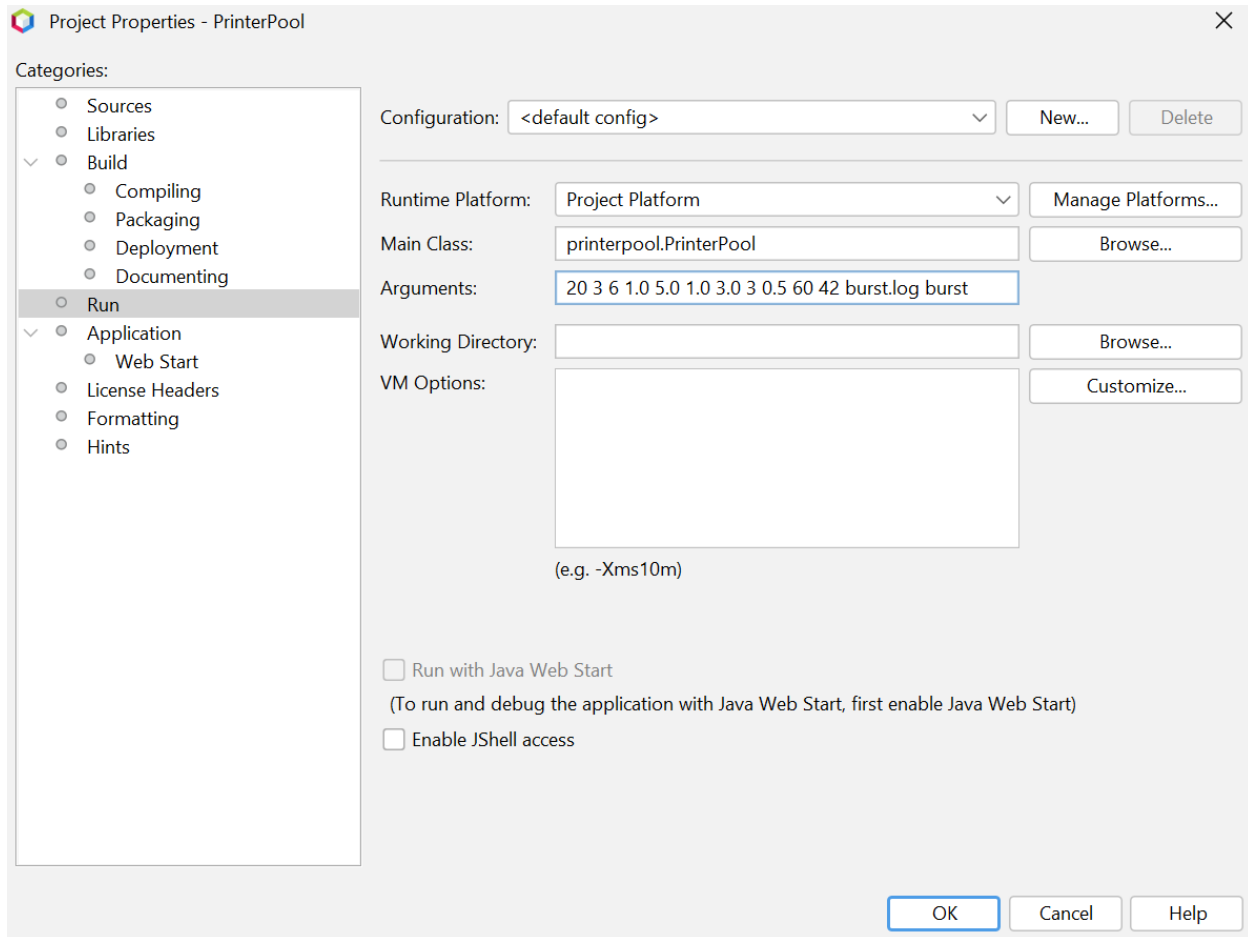 Project Properties - PrinterPool
Categories:
Sources
Libraries
Build
Compiling
Packaging
Deployment
Documenting
Run
Application
Web Start
License Headers
Formatting
Hints
Configuration: <default config> New... Delete
Runtime Platform: Project Platform Manage Platforms...
Main Class: printerpool.PrinterPool Browse...
Arguments: 20 3 6 1.0 5.0 1.0 3.0 3 0.5 60 42 burst.log burst
Working Directory: Browse...
VM Options: Customize...
(e.g. -Xms10m)
Run with Java Web Start
(To run and debug the application with Java Web Start, first enable Java Web Start)
Enable JShell access
OK Cancel Help